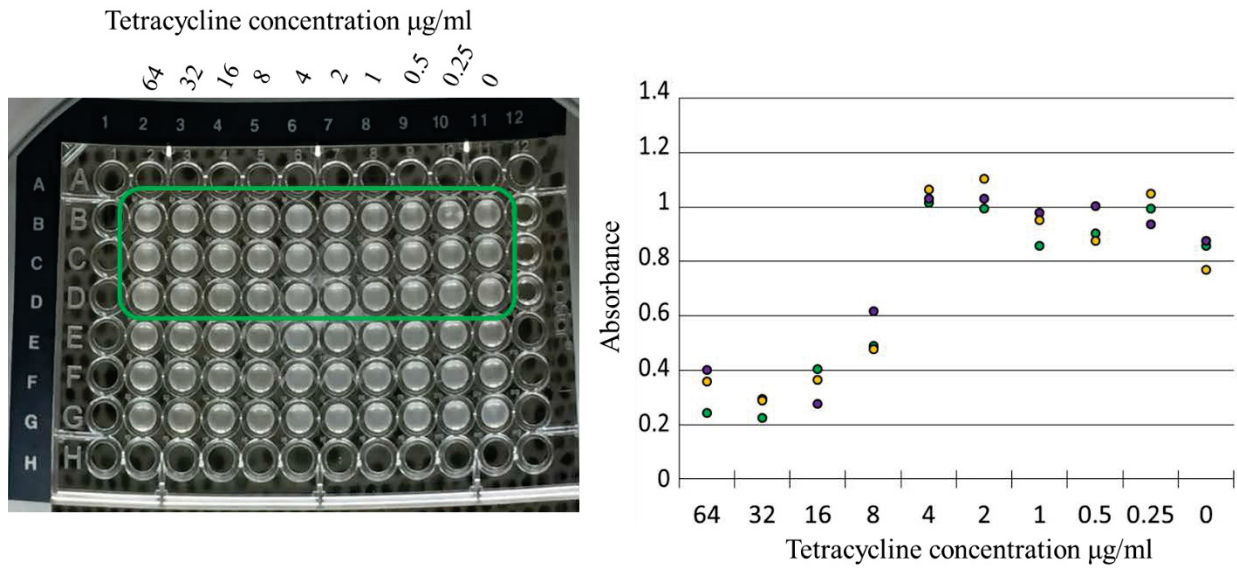 Tetracycline concentration μg/ml
64 32 16 8 4 2 1 0.5 0.25 0
1 2 3 4 5 6 7 8 9 10 11 12
A A
B B
C C
D D
E E
F F
G G
H H
1.4
1.2
1
0.8
0.6
0.4
0.2
0
Absorbance
64 32 16 8 4 2 1 0.5 0.25 0
Tetracycline concentration μg/ml